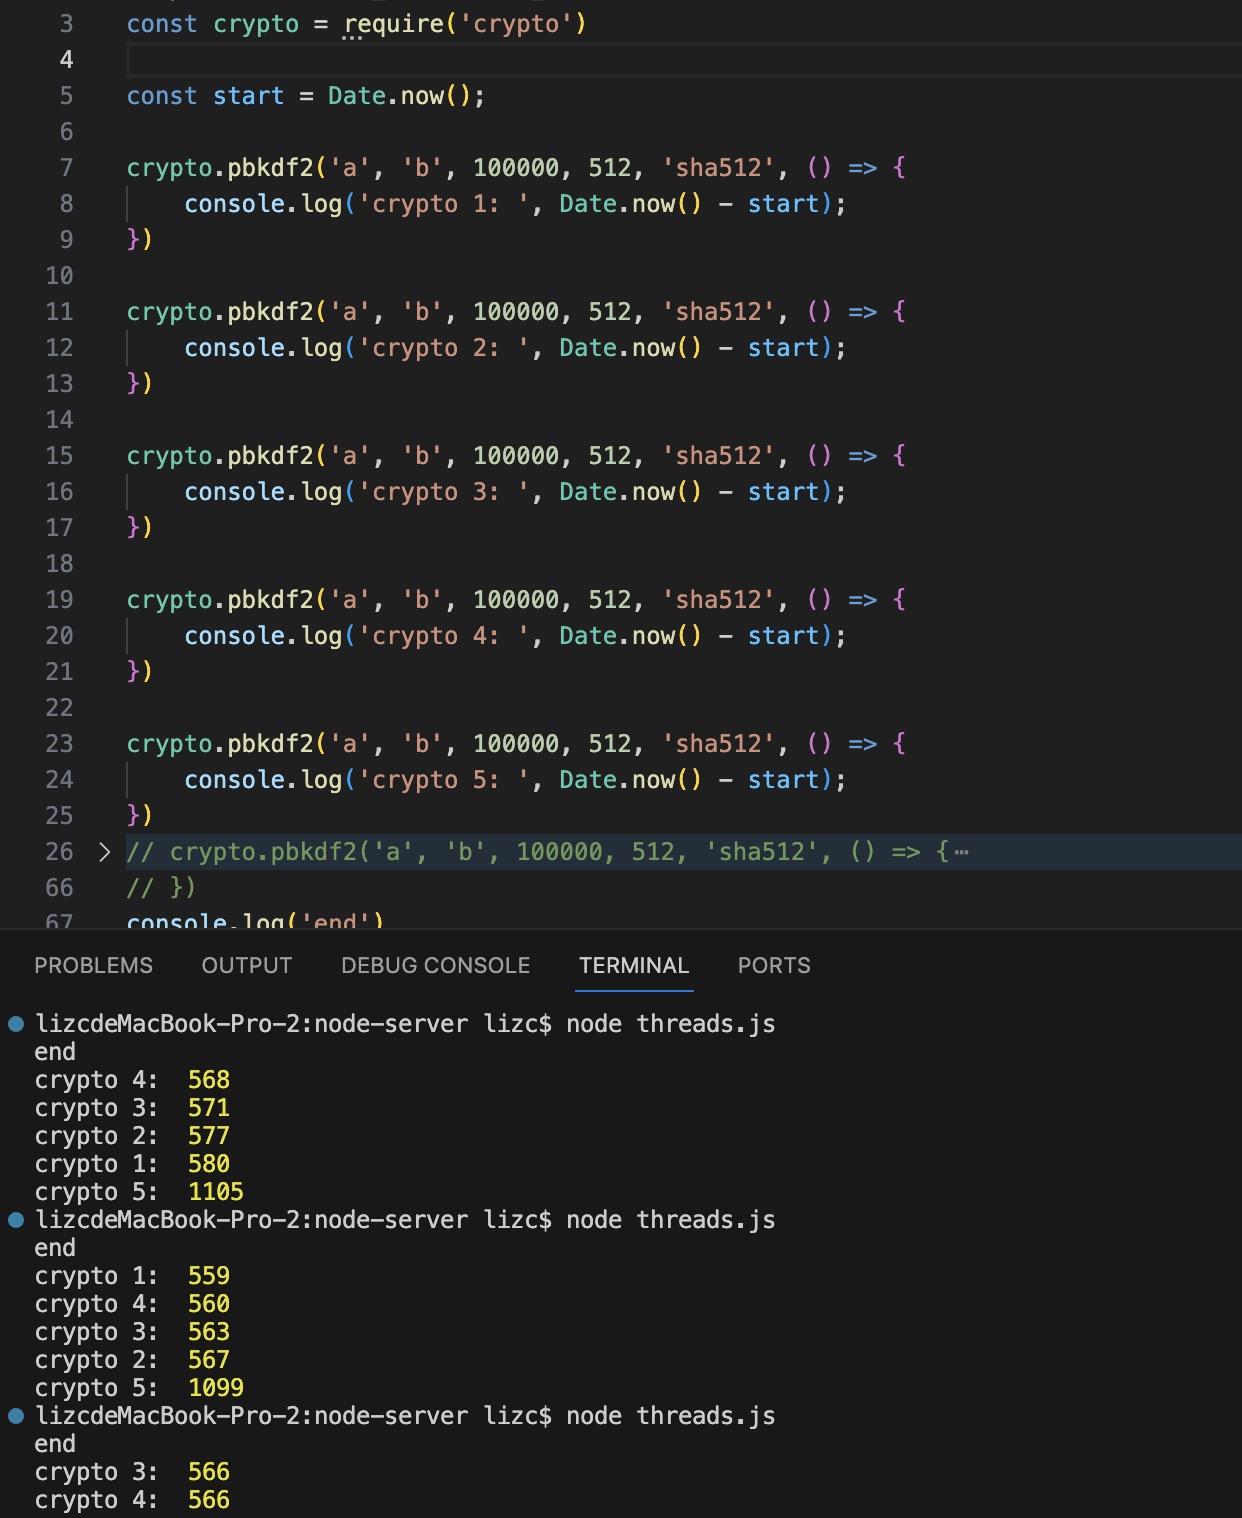 3 const crypto = require('crypto')
4
5 const start = Date.now();
6
7 crypto.pbkdf2('a', 'b', 100000, 512, 'sha512', () => {
8 console.log('crypto 1: ', Date.now() - start);
9 })
10
11 crypto.pbkdf2('a', 'b', 100000, 512, 'sha512', () => {
12 console.log('crypto 2: ', Date.now() - start);
13 })
14
15 crypto.pbkdf2('a', 'b', 100000, 512, 'sha512', () => {
16 console.log('crypto 3: ', Date.now() - start);
17 })
18
19 crypto.pbkdf2('a', 'b', 100000, 512, 'sha512', () => {
20 console.log('crypto 4: ', Date.now() - start);
21 })
22
23 crypto.pbkdf2('a', 'b', 100000, 512, 'sha512', () => {
24 console.log('crypto 5: ', Date.now() - start);
25 })
26 // crypto.pbkdf2('a', 'b', 100000, 512, 'sha512', () => {⋯
66 // })
67 console.log('end')
PROBLEMS OUTPUT DEBUG CONSOLE TERMINAL PORTS
lizcdeMacBook-Pro-2:node-server lizc$ node threads.js
end
crypto 4:  568
crypto 3:  571
crypto 2:  577
crypto 1:  580
crypto 5:  1105
lizcdeMacBook-Pro-2:node-server lizc$ node threads.js
end
crypto 1:  559
crypto 4:  560
crypto 3:  563
crypto 2:  567
crypto 5:  1099
lizcdeMacBook-Pro-2:node-server lizc$ node threads.js
end
crypto 3:  566
crypto 4:  566